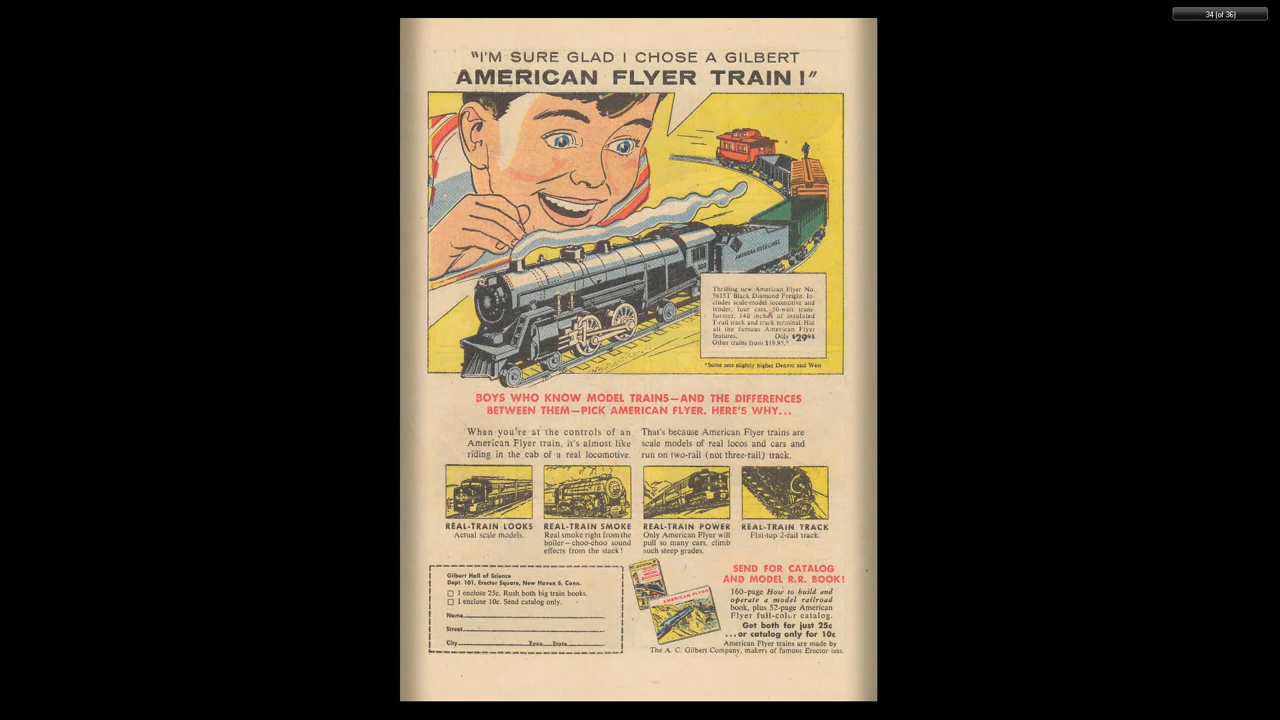 34 (of 36)
"I'M SURE GLAD I CHOSE A GILBERT
AMERICAN FLYER TRAIN!"
AMERICAN FLYER LINES
Thrilling new American Flyer No.
5615T Black Diamond Freight. In-
cludes scale-model locomotive and
tender, four cars, 50-watt trans-
former, 140 inches of insulated
T-rail track and track terminal. Has
all the famous American Flyer
features. Only $29.95
Other trains from $19.95.*
*Some sets slightly higher Denver and West
BOYS WHO KNOW MODEL TRAINS—AND THE DIFFERENCES
BETWEEN THEM—PICK AMERICAN FLYER. HERE'S WHY...
When you're at the controls of an
American Flyer train, it's almost like
riding in the cab of a real locomotive.
That's because American Flyer trains are
scale models of real locos and cars and
run on two-rail (not three-rail) track.
REAL-TRAIN LOOKS
Actual scale models.
REAL-TRAIN SMOKE
Real smoke right from the
boiler—choo-choo sound
effects from the stack!
REAL-TRAIN POWER
Only American Flyer will
pull so many cars, climb
such steep grades.
REAL-TRAIN TRACK
Flat-top 2-rail track.
Gilbert Hall of Science
Dept. 101, Erector Square, New Haven 6, Conn.
I enclose 25c. Rush both big train books.
I enclose 10c. Send catalog only.
Name
Street
City Zone State
AMERICAN FLYER
SEND FOR CATALOG
AND MODEL R.R. BOOK!
160-page How to build and
operate a model railroad
book, plus 52-page American
Flyer full-color catalog.
Get both for just 25c
...or catalog only for 10c
American Flyer trains are made by
The A. C. Gilbert Company, makers of famous Erector sets.